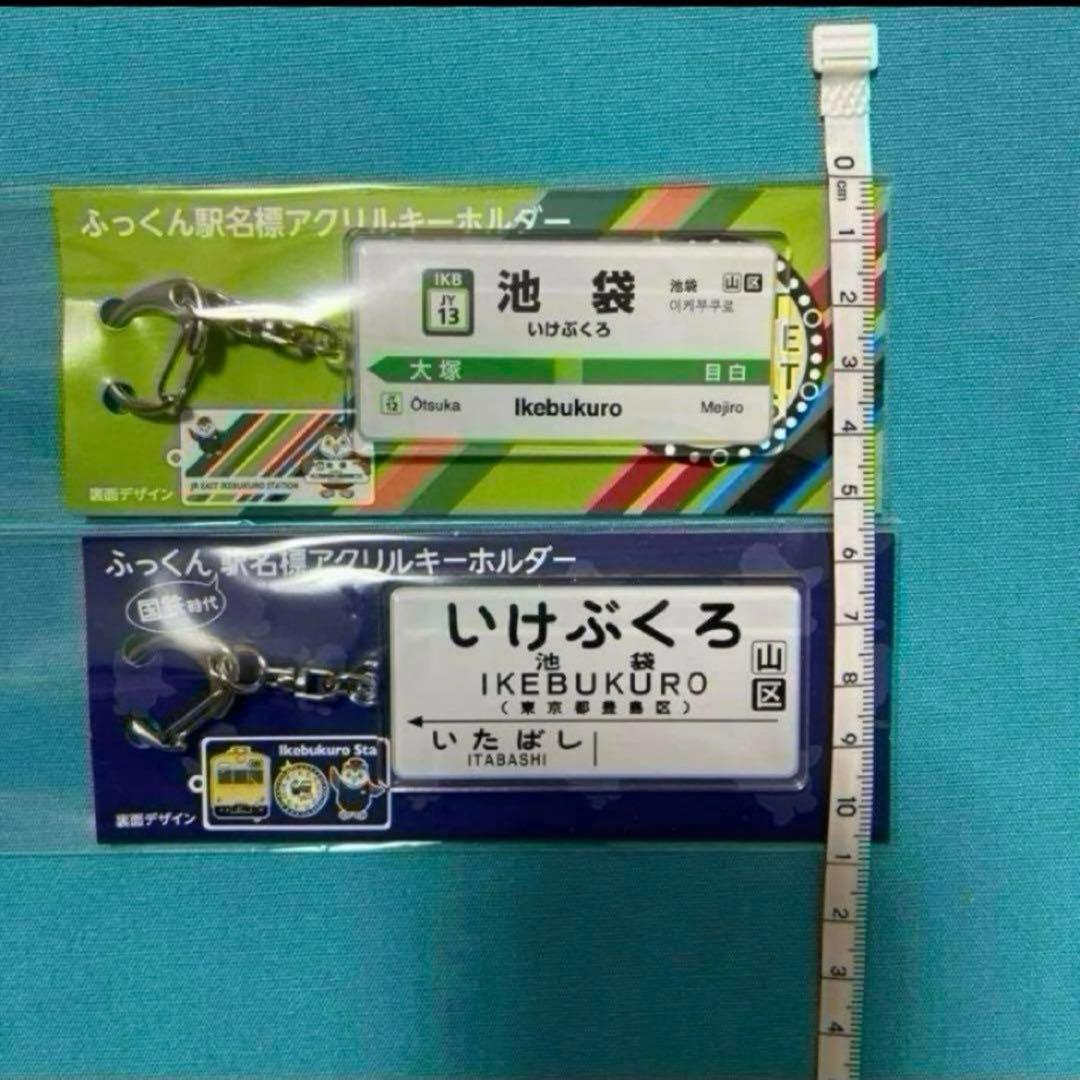 ふっくん駅名標アクリルキーホルダー
IKB
JY
13
池袋
いけぶくろ
池袋 山 区
이케부쿠로
大塚 目白
JY
12
Ōtsuka Ikebukuro Mejiro
E
T
JR EAST IKEBUKURO STATION
裏面デザイン
ふっくん駅名標アクリルキーホルダー
国鉄時代
いけぶくろ
池袋
IKEBUKURO
(東京都豊島区)
山
区
いたばし
ITABASHI
Ikebukuro Sta
裏面デザイン
0
cm
1
2
3
4
5
6
7
8
9
10
1
2
3
4